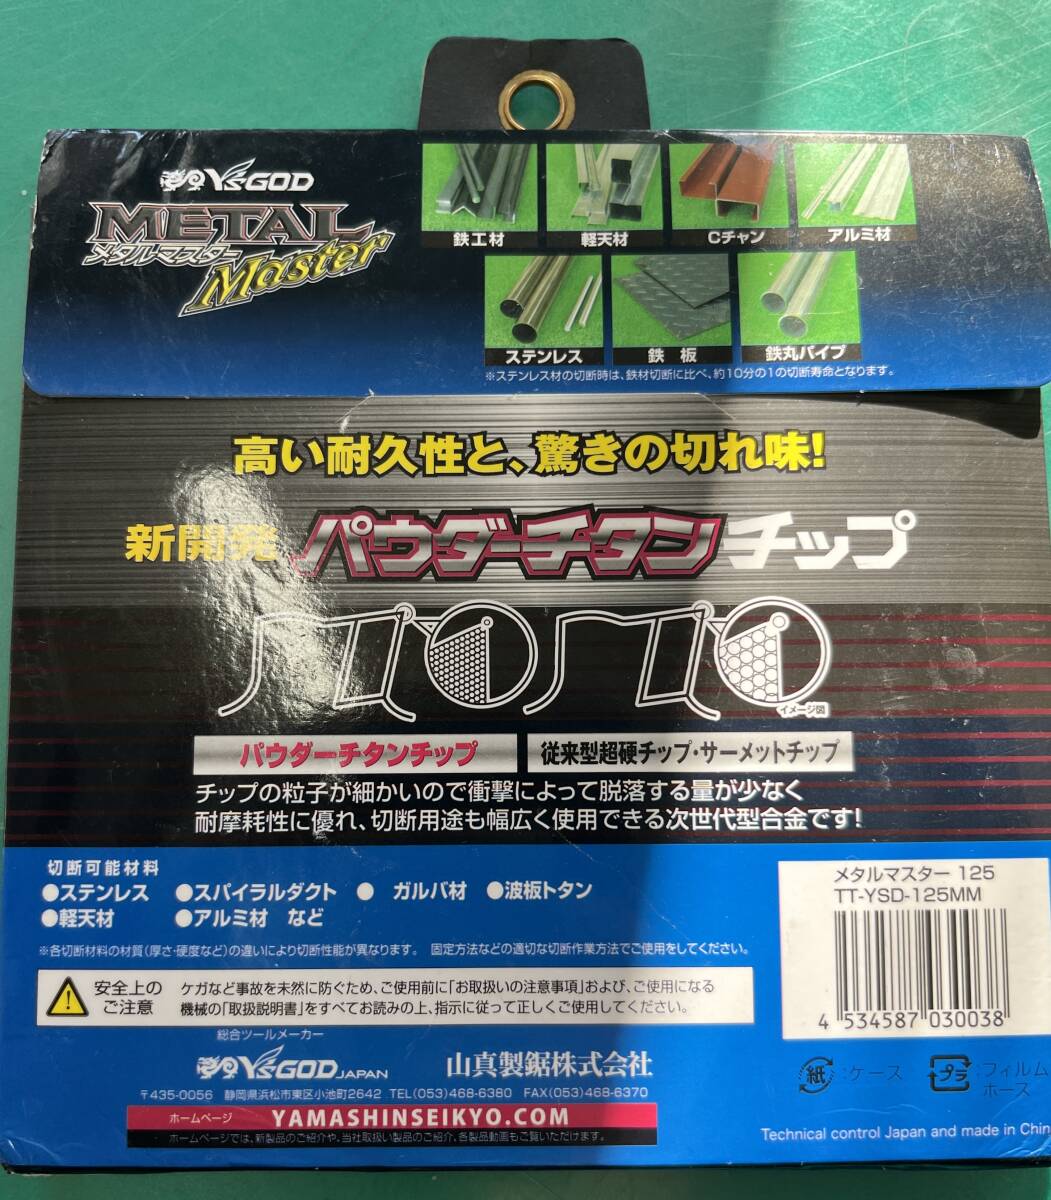 Y'sGOD
METAL
メタルマスター
Master
鉄工材
軽天材
Cチャン
アルミ材
ステンレス
鉄 板
鉄丸パイプ
※ステンレス材の切断時は、鉄材切断に比べ、約10分の1の切断寿命となります。
高い耐久性と、驚きの切れ味!
新開発 パウダーチタンチップ
イメージ図
パウダーチタンチップ
従来型超硬チップ・サーメットチップ
チップの粒子が細かいので衝撃によって脱落する量が少なく
耐摩耗性に優れ、切断用途も幅広く使用できる次世代型合金です!
切断可能材料
●ステンレス ●スパイラルダクト ● ガルバ材 ●波板トタン
●軽天材 ●アルミ材 など
※各切断材料の材質(厚さ・硬度など)の違いにより切断性能が異なります。 固定方法などの適切な切断作業方法でご使用をしてください。
メタルマスター 125
TT-YSD-125MM
4 534587 030038
安全上の
ご注意
ケガなど事故を未然に防ぐため、ご使用前に「お取扱いの注意事項」および、ご使用になる
機械の「取扱説明書」をすべてお読みの上、指示に従って正しくご使用してください。
総合ツールメーカー
Y'sGOD JAPAN 山真製鋸株式会社
〒435-0056 静岡県浜松市東区小池町2642 TEL(053)468-6380 FAX(053)468-6370
ホームページ YAMASHINSEIKYO.COM
ホームページでは、新製品のご紹介や、当社取扱い製品のご紹介、各製品動画もご覧いただけます。
紙 :ケース
プラ :フィルム
ホース
Technical control Japan and made in Chin